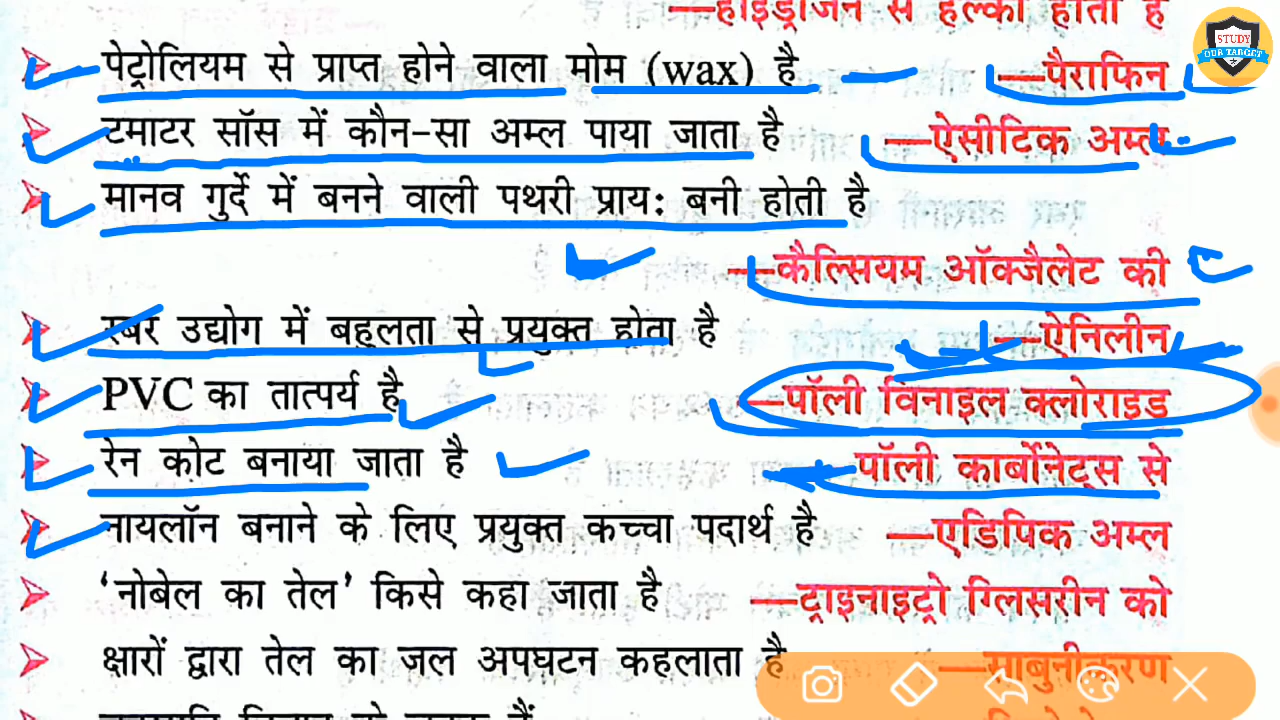 —हाइड्रोजन से हल्की होती है
STUDY
OUR TARGET
पेट्रोलियम से प्राप्त होने वाला मोम (wax) है —पैराफिन
टमाटर सॉस में कौन-सा अम्ल पाया जाता है —ऐसीटिक अम्ल
मानव गुर्दे में बनने वाली पथरी प्राय: बनी होती है
—कैल्सियम ऑक्जैलेट की
रबर उद्योग में बहुलता से प्रयुक्त होता है —ऐनिलीन
PVC का तात्पर्य है —पॉली विनाइल क्लोराइड
रेन कोट बनाया जाता है —पॉली कार्बोनेट्स से
नायलॉन बनाने के लिए प्रयुक्त कच्चा पदार्थ है —एडिपिक अम्ल
'नोबेल का तेल' किसे कहा जाता है —ट्राइनाइट्रो ग्लिसरीन को
क्षारों द्वारा तेल का जल अपघटन कहलाता है —साबुनीकरण